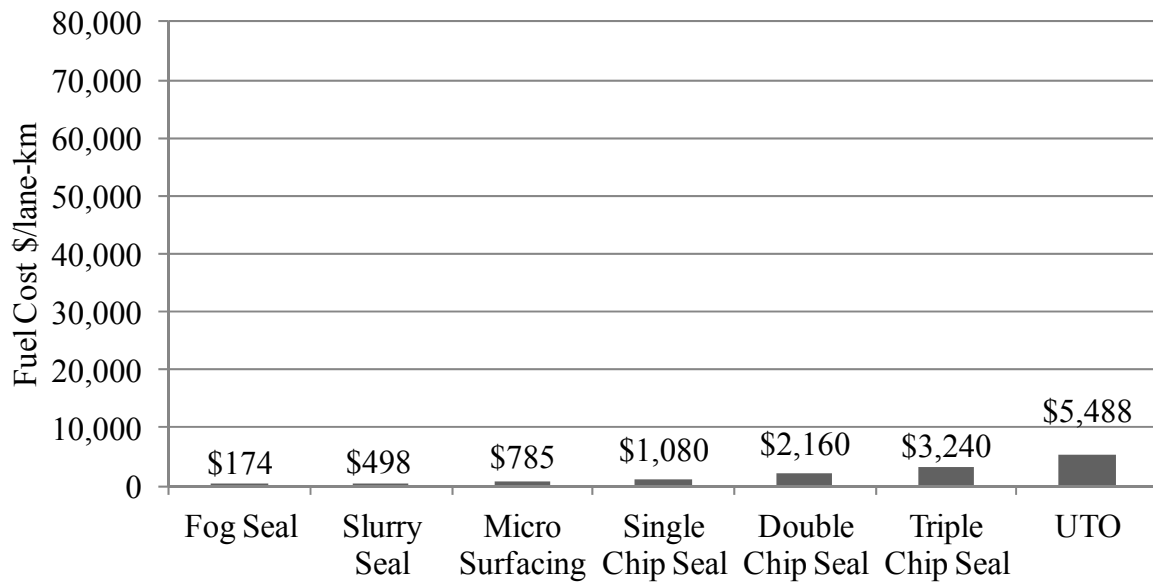 Fuel Cost $/lane-km
80,000
70,000
60,000
50,000
40,000
30,000
20,000
10,000
0
$174
$498
$785
$1,080
$2,160
$3,240
$5,488
Fog Seal
Slurry
Seal
Micro
Surfacing
Single
Chip Seal
Double
Chip Seal
Triple
Chip Seal
UTO